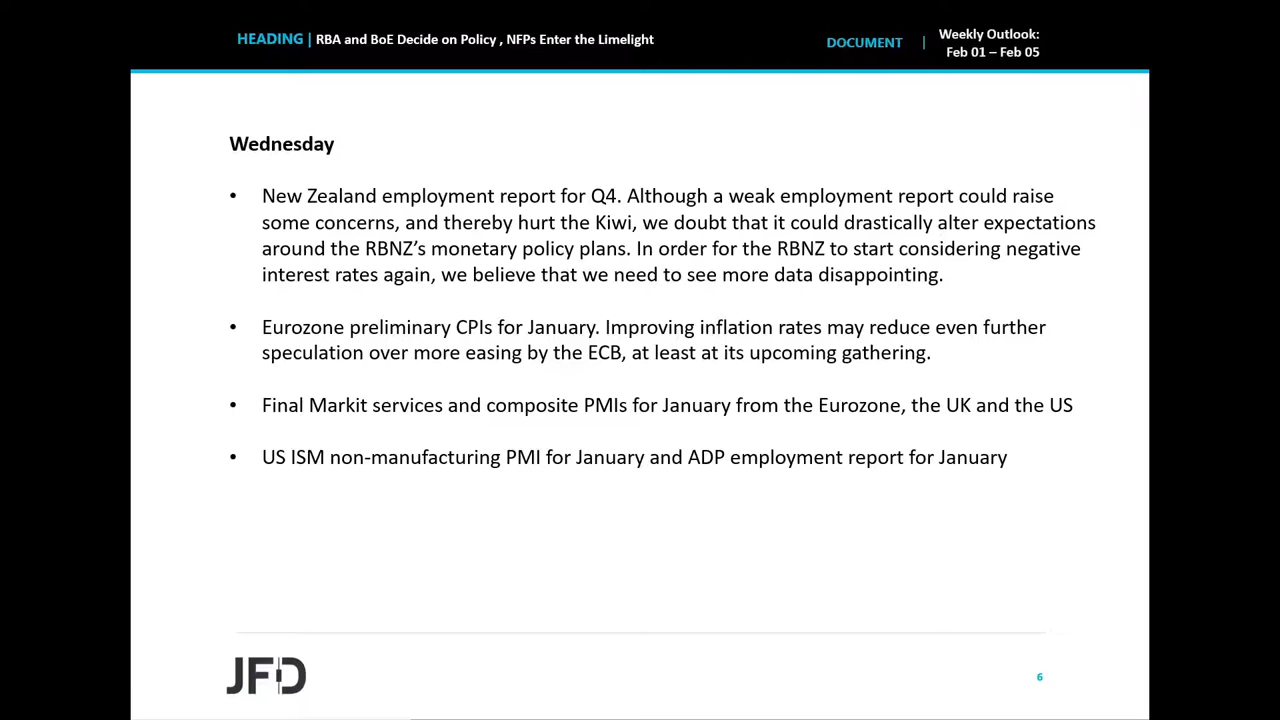 HEADING | RBA and BoE Decide on Policy , NFPs Enter the Limelight
DOCUMENT | Weekly Outlook:
Feb 01 – Feb 05
Wednesday
• New Zealand employment report for Q4. Although a weak employment report could raise
some concerns, and thereby hurt the Kiwi, we doubt that it could drastically alter expectations
around the RBNZ’s monetary policy plans. In order for the RBNZ to start considering negative
interest rates again, we believe that we need to see more data disappointing.
• Eurozone preliminary CPIs for January. Improving inflation rates may reduce even further
speculation over more easing by the ECB, at least at its upcoming gathering.
• Final Markit services and composite PMIs for January from the Eurozone, the UK and the US
• US ISM non-manufacturing PMI for January and ADP employment report for January
JFD
6